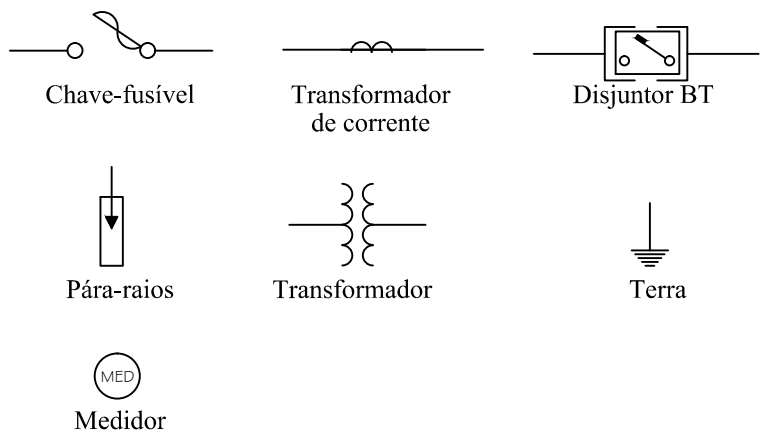 Chave-fusível
Transformador
de corrente
Disjuntor BT
Pára-raios
Transformador
Terra
MED
Medidor